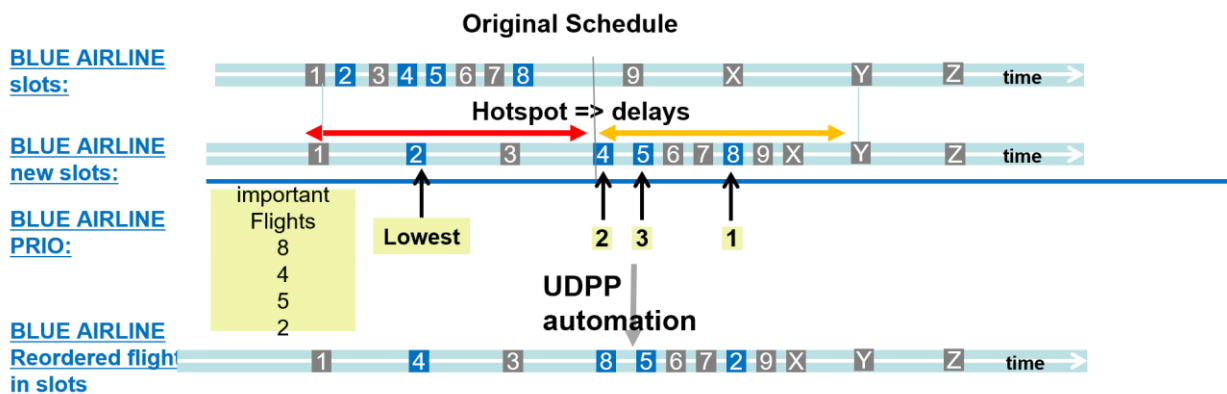 Original Schedule
BLUE AIRLINE
slots:
1 2 3 4 5 6 7 8 9 X Y Z time
Hotspot => delays
BLUE AIRLINE
new slots:
1 2 3 4 5 6 7 8 9 X Y Z time
BLUE AIRLINE
PRIO:
important
Flights
8
4
5
2
Lowest 2 3 1
UDPP
automation
BLUE AIRLINE
Reordered flight
in slots
1 4 3 8 5 6 7 2 9 X Y Z time